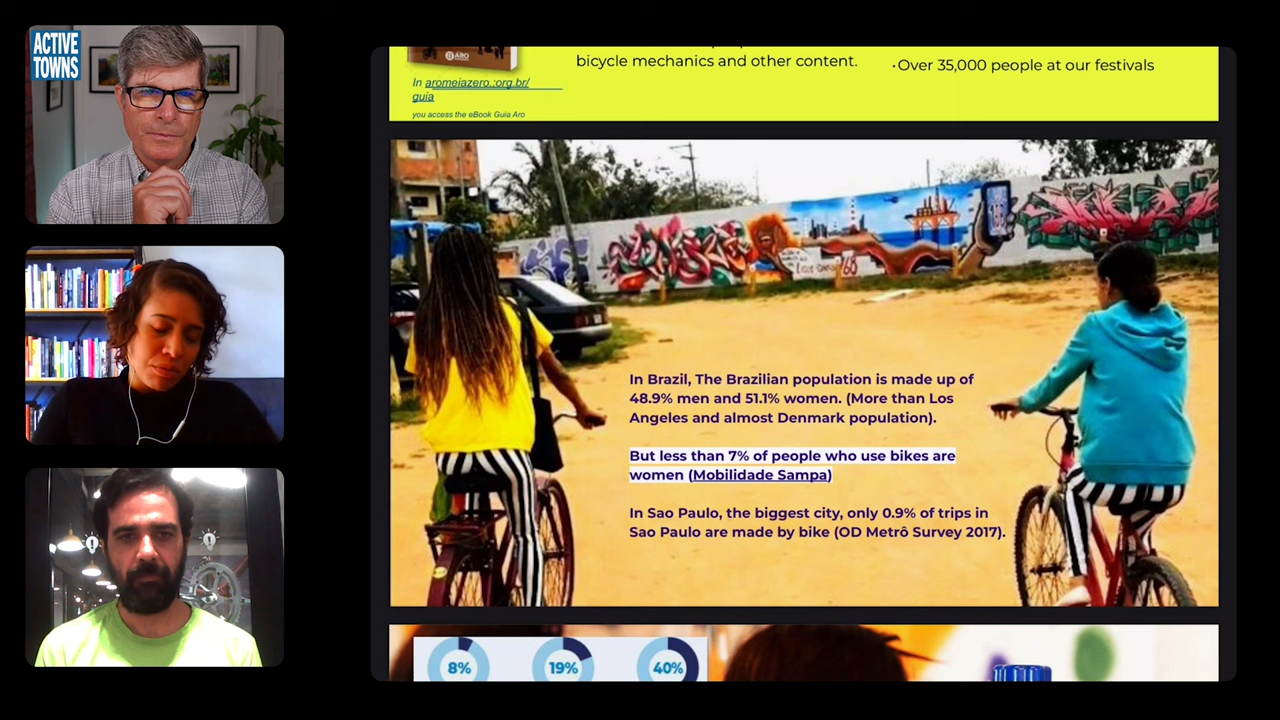 ACTIVE
TOWNS
In aromeiazero.:org.br/
guia
you access the eBook Guia Aro
bicycle mechanics and other content.
•Over 35,000 people at our festivals
In Brazil, The Brazilian population is made up of
48.9% men and 51.1% women. (More than Los
Angeles and almost Denmark population).
But less than 7% of people who use bikes are
women (Mobilidade Sampa)
In Sao Paulo, the biggest city, only 0.9% of trips in
Sao Paulo are made by bike (OD Metrô Survey 2017).
8%
19%
40%